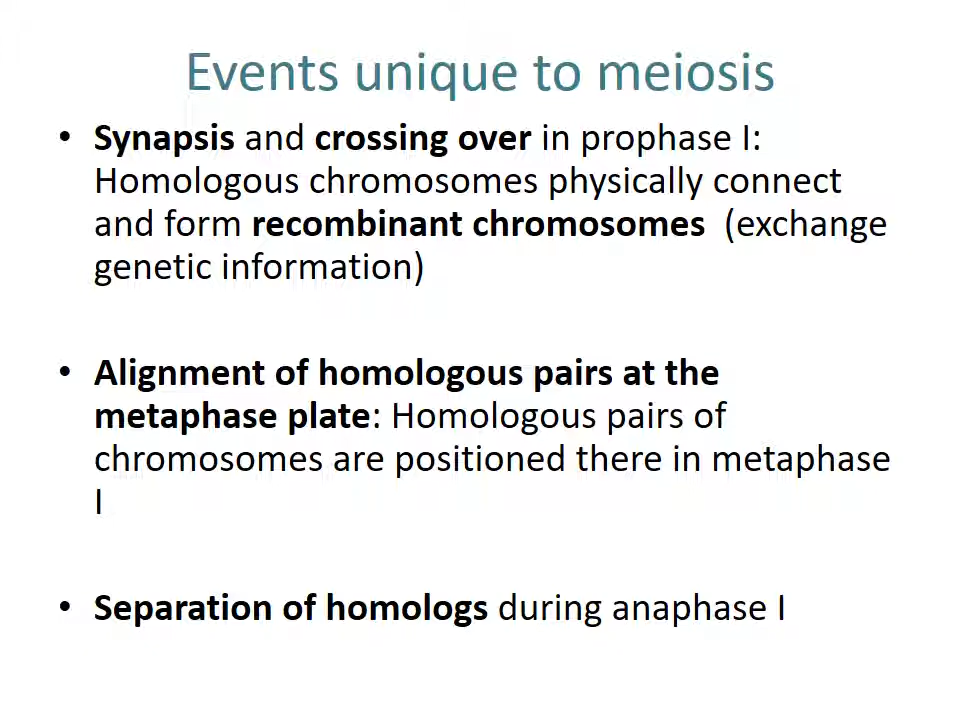 Events unique to meiosis
• Synapsis and crossing over in prophase I:
Homologous chromosomes physically connect
and form recombinant chromosomes (exchange
genetic information)
• Alignment of homologous pairs at the
metaphase plate: Homologous pairs of
chromosomes are positioned there in metaphase
I
• Separation of homologs during anaphase I